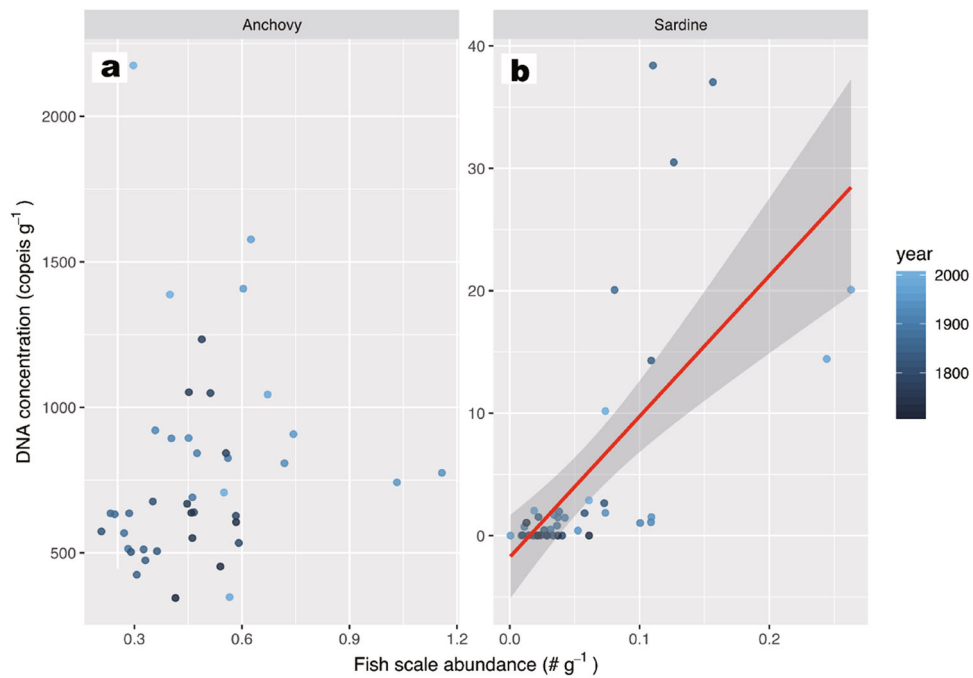 Anchovy
Sardine
a
b
2000
1500
1000
500
40
30
20
10
0
0.3
0.6
0.9
1.2
0.0
0.1
0.2
DNA concentration (copeis g⁻¹)
Fish scale abundance (# g⁻¹)
year
2000
1900
1800